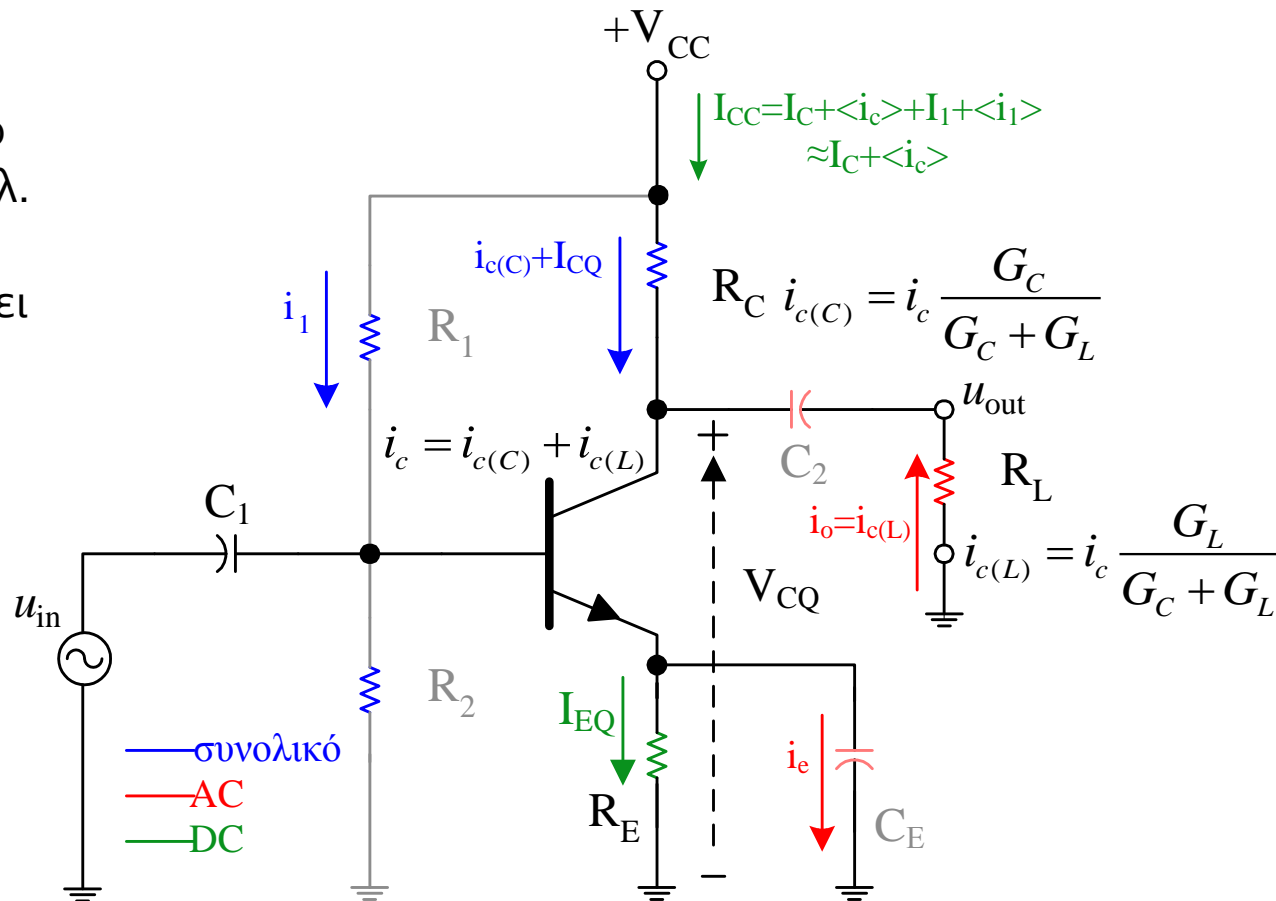 +V_CC
I_CC=I_C+<i_c>+I_1+<i_1>
≈I_C+<i_c>
λ.
ει
i_c(C)+I_CQ
i_1
R_1
R_C
i_c(C) = i_c G_C / (G_C + G_L)
u_out
i_c = i_c(C) + i_c(L)
C_2
R_L
C_1
i_o=i_c(L)
i_c(L) = i_c G_L / (G_C + G_L)
+
V_CQ
u_in
R_2
I_EQ
συνολικό
i_e
AC
R_E
C_E
DC
−